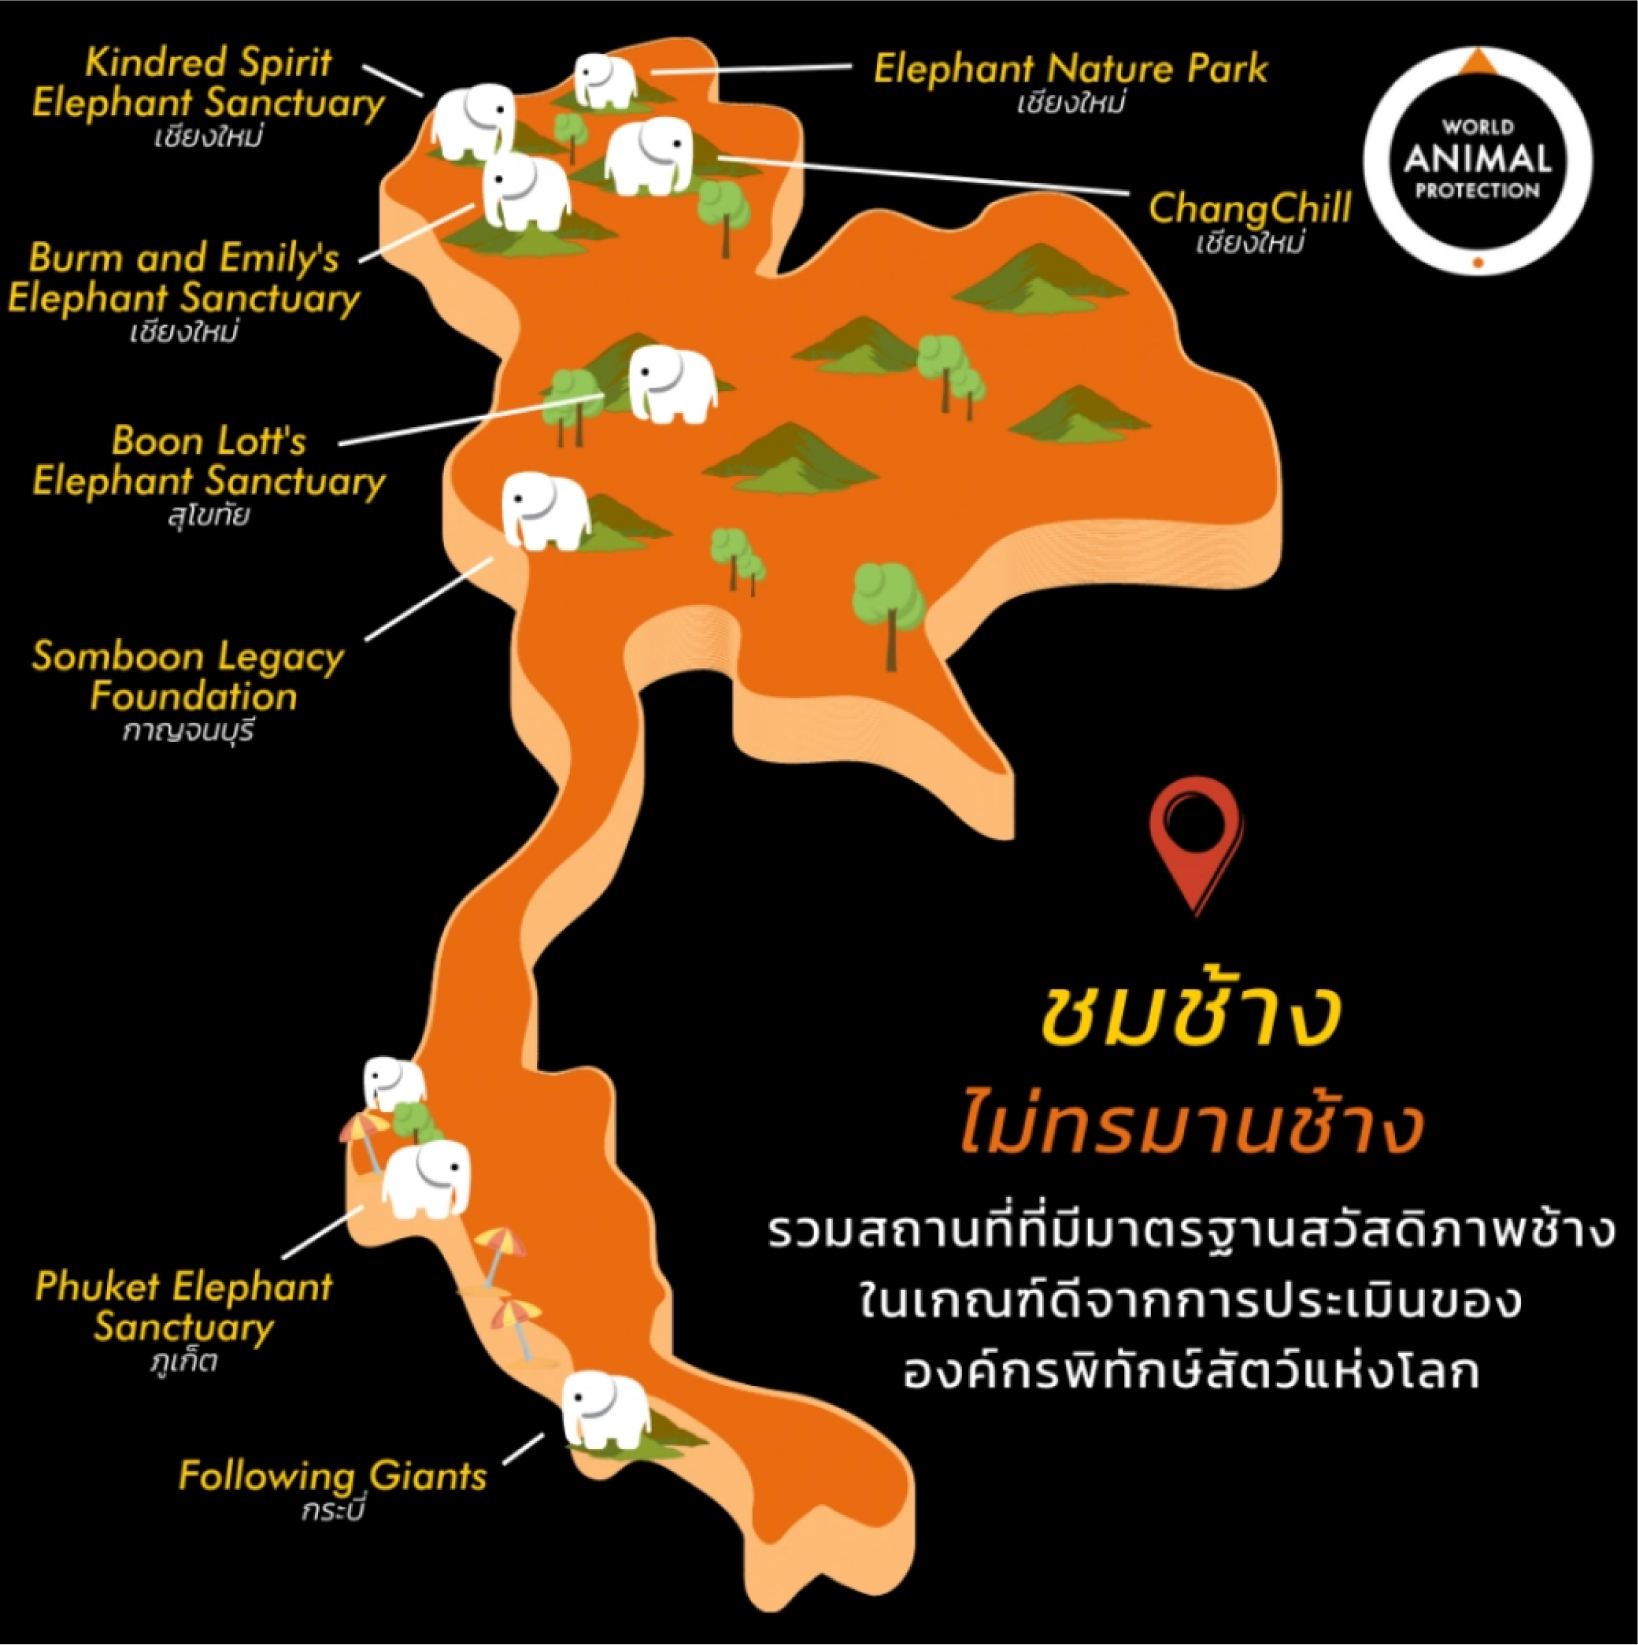 Kindred Spirit
Elephant Sanctuary
เชียงใหม่
Elephant Nature Park
เชียงใหม่
WORLD
ANIMAL
PROTECTION
ChangChill
เชียงใหม่
Burm and Emily's
Elephant Sanctuary
เชียงใหม่
Boon Lott's
Elephant Sanctuary
สุโขทัย
Somboon Legacy
Foundation
กาญจนบุรี
ชมช้าง
ไม่ทรมานช้าง
รวมสถานที่ที่มีมาตรฐานสวัสดิภาพช้าง
ในเกณฑ์ดีจากการประเมินของ
องค์กรพิทักษ์สัตว์แห่งโลก
Phuket Elephant
Sanctuary
ภูเก็ต
Following Giants
กระบี่